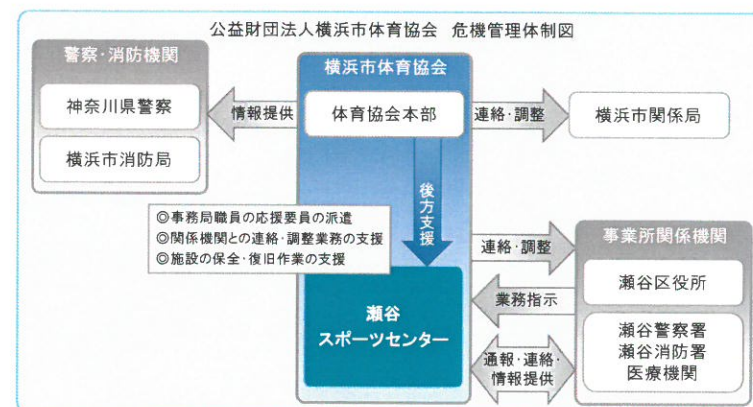 公益財団法人横浜市体育協会　危機管理体制図
警察・消防機関
神奈川県警察
横浜市消防局
情報提供
横浜市体育協会
体育協会本部
連絡・調整
横浜市関係局
後方支援
◎事務局職員の応援要員の派遣
◎関係機関との連絡・調整業務の支援
◎施設の保全・復旧作業の支援
瀬谷
スポーツセンター
連絡・調整
業務指示
通報・連絡・
情報提供
事業所関係機関
瀬谷区役所
瀬谷警察署
瀬谷消防署
医療機関